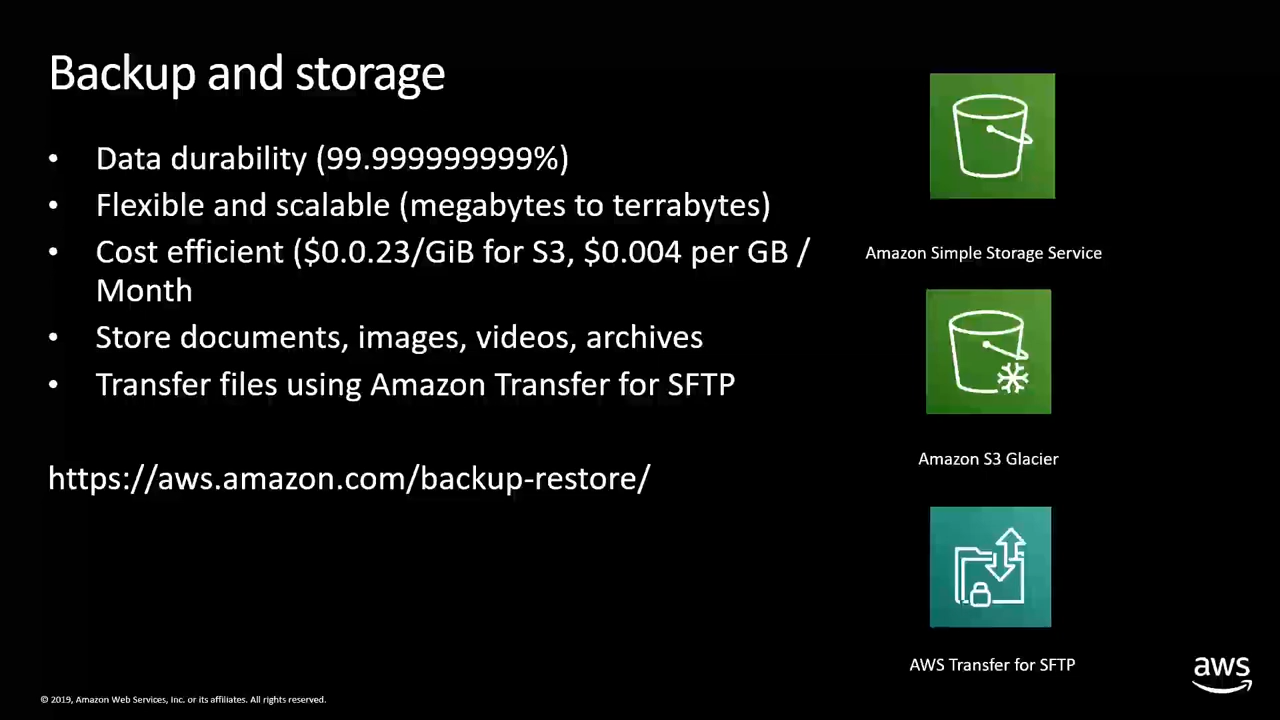 Backup and storage
• Data durability (99.999999999%)
• Flexible and scalable (megabytes to terrabytes)
• Cost efficient ($0.0.23/GiB for S3, $0.004 per GB /
Month
• Store documents, images, videos, archives
• Transfer files using Amazon Transfer for SFTP
https://aws.amazon.com/backup-restore/
Amazon Simple Storage Service
Amazon S3 Glacier
AWS Transfer for SFTP
aws
© 2019, Amazon Web Services, Inc. or its affiliates. All rights reserved.